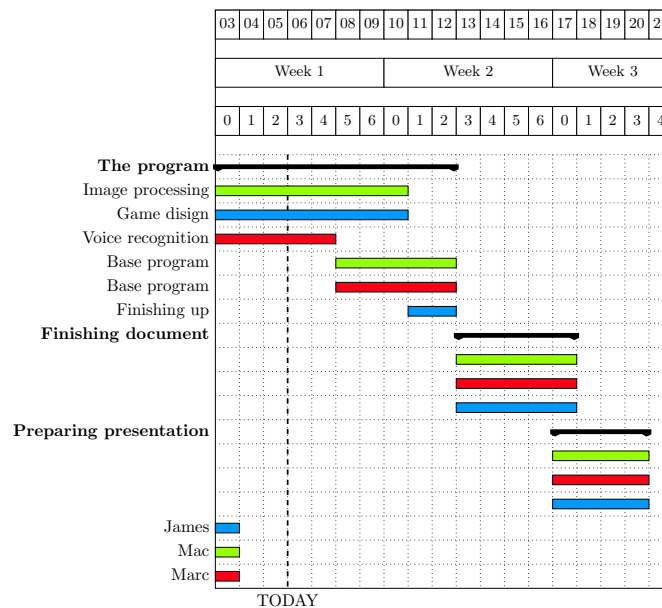 03 04 05 06 07 08 09 10 11 12 13 14 15 16 17 18 19 20
Week 1 Week 2 Week 3
0 1 2 3 4 5 6 0 1 2 3 4 5 6 0 1 2 3 4
The program
Image processing
Game disign
Voice recognition
Base program
Base program
Finishing up
Finishing document
Preparing presentation
James
Mac
Marc
TODAY